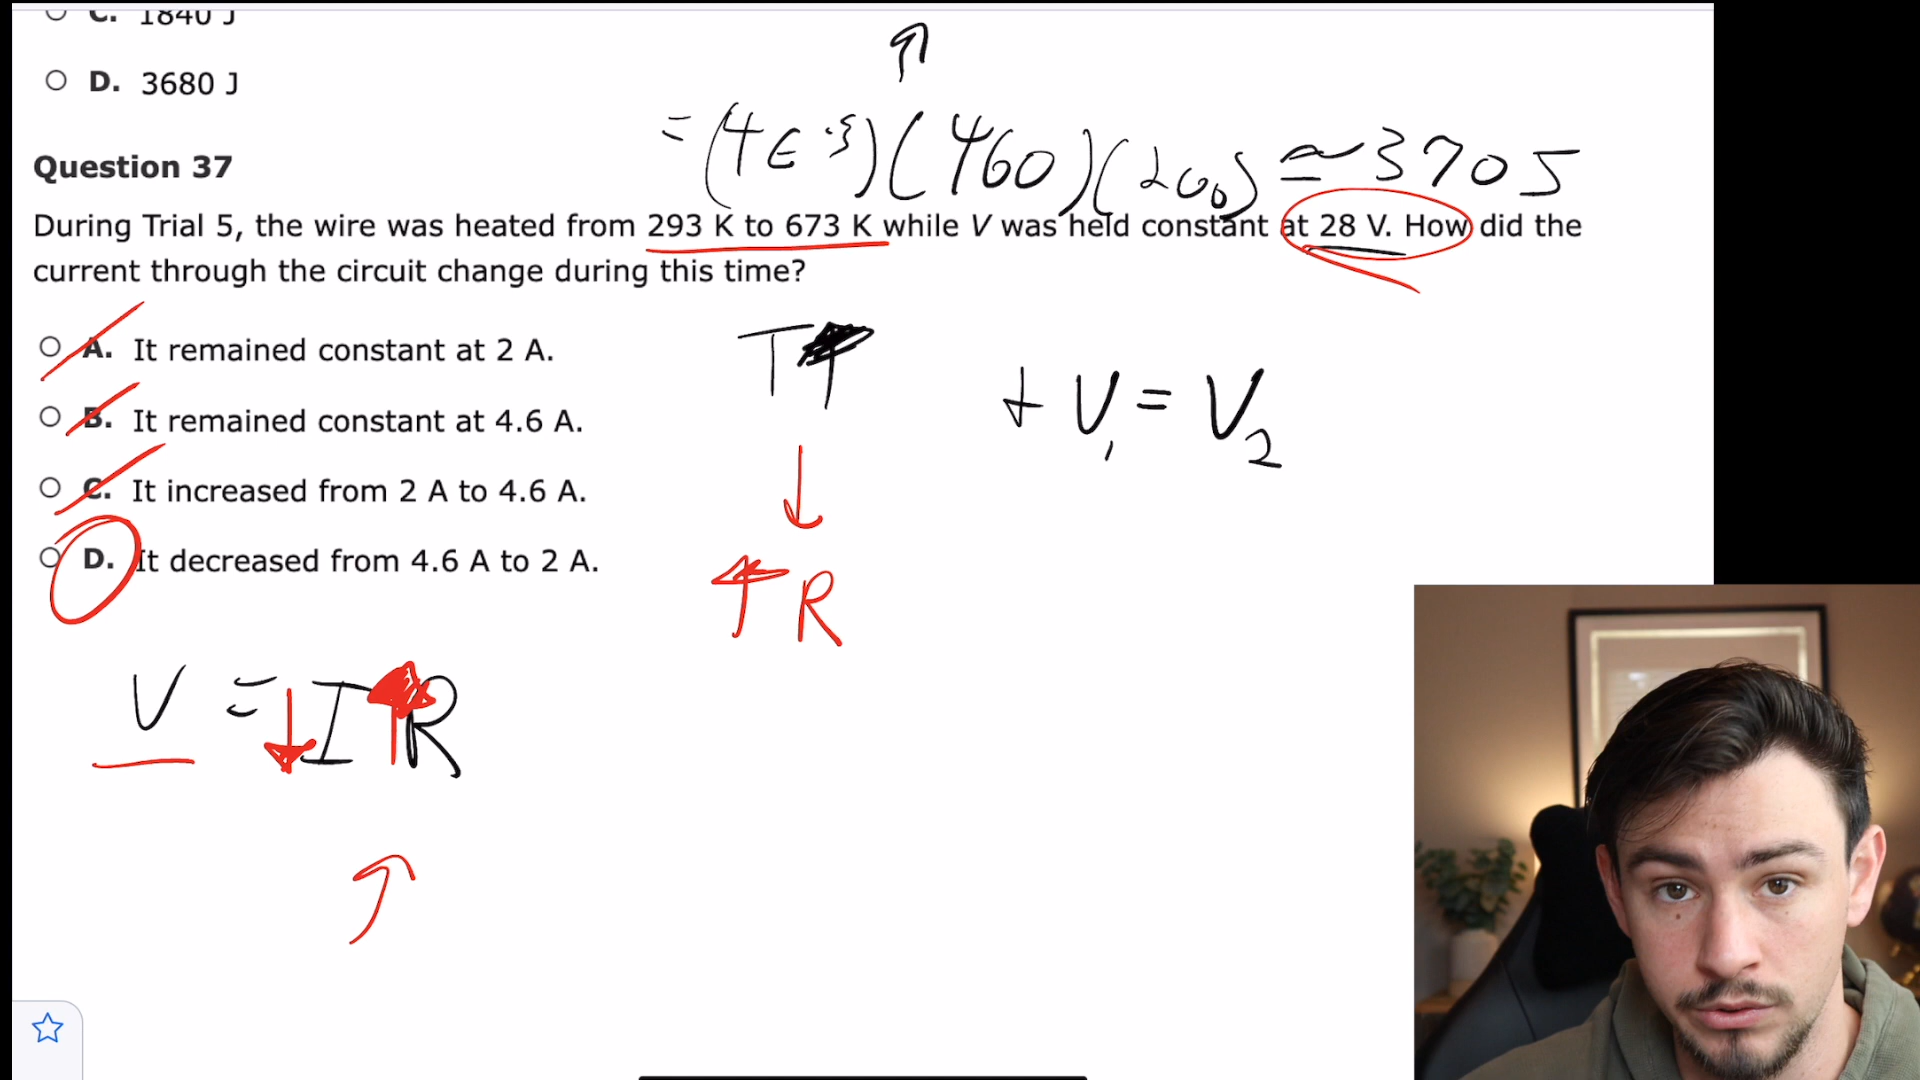 C. 1840 J
D. 3680 J
= (4E-3)(460)(200) ≈ 3705
Question 37
During Trial 5, the wire was heated from 293 K to 673 K while V was held constant at 28 V. How did the
current through the circuit change during this time?
A. It remained constant at 2 A.
B. It remained constant at 4.6 A.
C. It increased from 2 A to 4.6 A.
D. It decreased from 4.6 A to 2 A.
T↑ + V₁ = V₂
↓
↑R
V = ↓I↑R